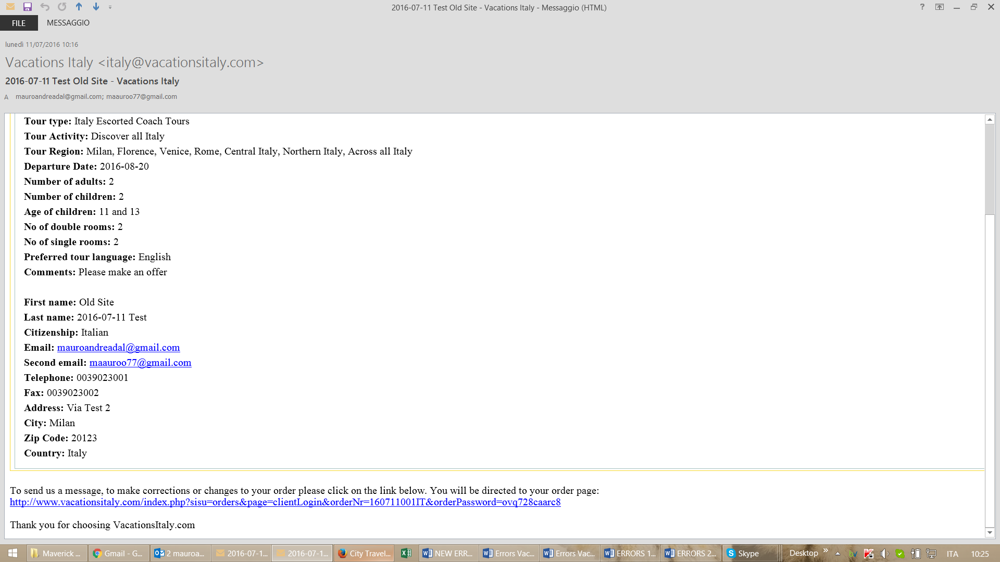 2016-07-11 Test Old Site - Vacations Italy - Messaggio (HTML)
FILE
MESSAGGIO
lunedì 11/07/2016 10:16
Vacations Italy <italy@vacationsitaly.com>
2016-07-11 Test Old Site - Vacations Italy
A mauroandreadal@gmail.com; maauroo77@gmail.com
Tour type: Italy Escorted Coach Tours
Tour Activity: Discover all Italy
Tour Region: Milan, Florence, Venice, Rome, Central Italy, Northern Italy, Across all Italy
Departure Date: 2016-08-20
Number of adults: 2
Number of children: 2
Age of children: 11 and 13
No of double rooms: 2
No of single rooms: 2
Preferred tour language: English
Comments: Please make an offer
First name: Old Site
Last name: 2016-07-11 Test
Citizenship: Italian
Email: mauroandreadal@gmail.com
Second email: maauroo77@gmail.com
Telephone: 0039023001
Fax: 0039023002
Address: Via Test 2
City: Milan
Zip Code: 20123
Country: Italy
To send us a message, to make corrections or changes to your order please click on the link below. You will be directed to your order page:
http://www.vacationsitaly.com/index.php?sisu=orders&page=clientLogin&orderNr=160711001IT&orderPassword=ovq728caarc8
Thank you for choosing VacationsItaly.com
Maverick ...
Gmail - G...
2 mauroa...
2016-07-1...
2016-07-1...
City Travel...
NEW ERR...
Errors Vac...
Errors Vac...
ERRORS 1...
ERRORS 2...
Skype
Desktop
ITA
10:25